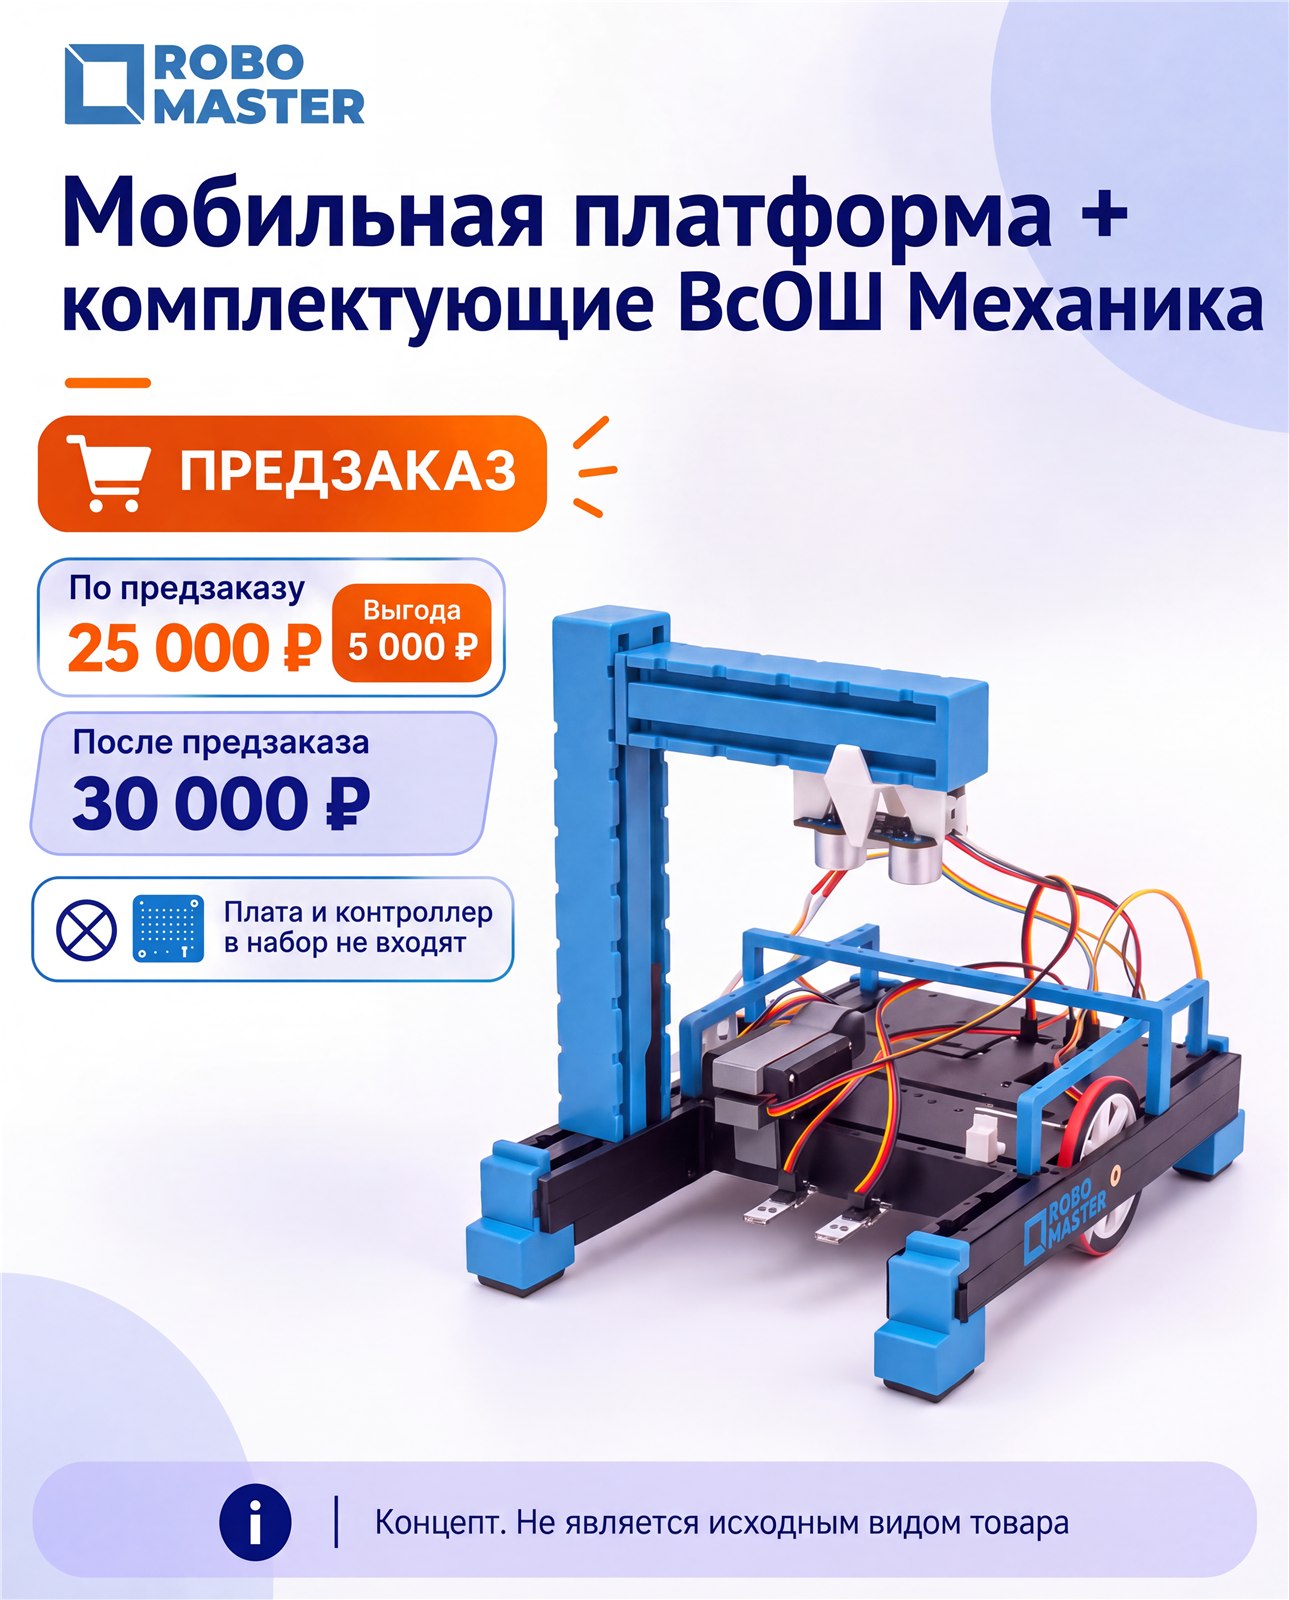 ROBO
MASTER
Мобильная платформа +
комплектующие ВсОШ Механика
ПРЕДЗАКАЗ
По предзаказу
25 000 ₽
Выгода
5 000 ₽
После предзаказа
30 000 ₽
Плата и контроллер
в набор не входят
ROBO
MASTER
i
Концепт. Не является исходным видом товара